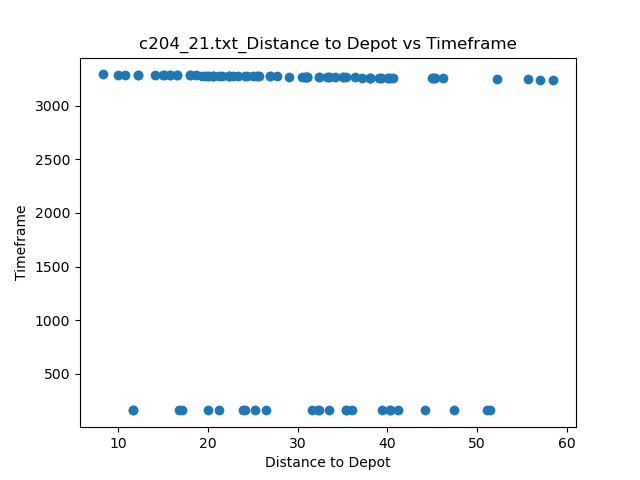 c204_21.txt_Distance to Depot vs Timeframe
Timeframe
3000
2500
2000
1500
1000
500
10 20 30 40 50 60
Distance to Depot